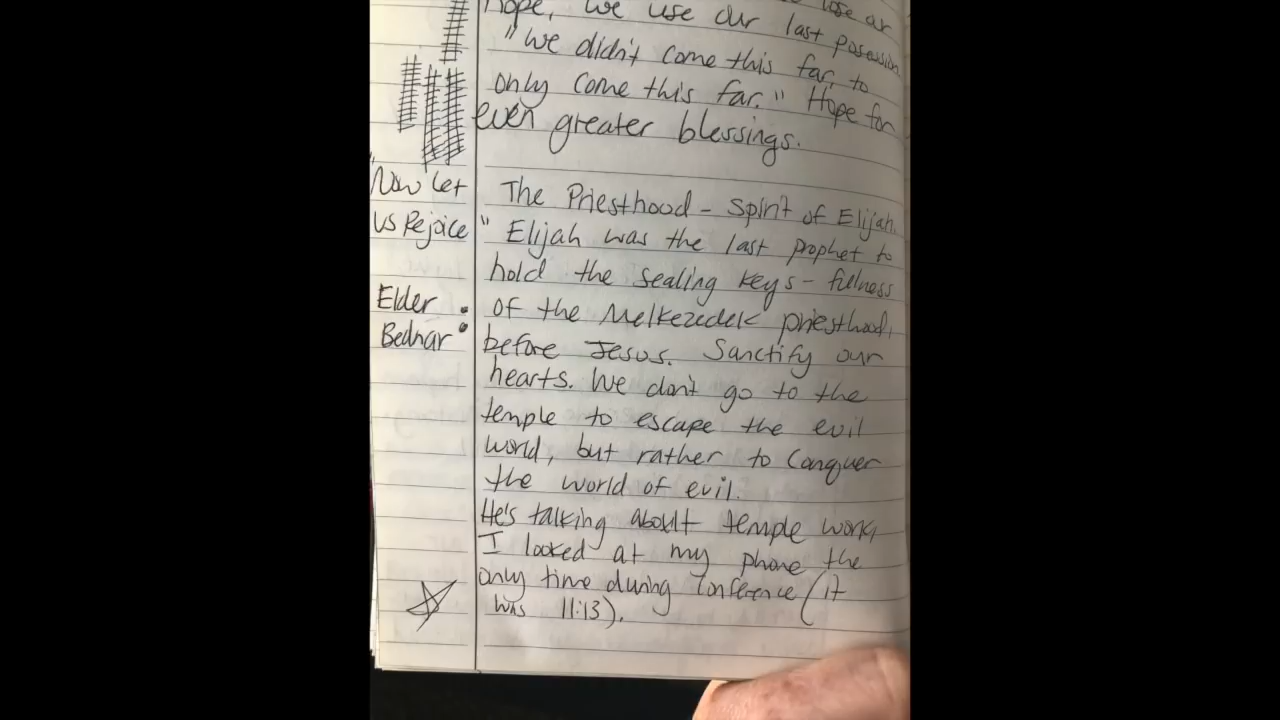 lose our
Hope, we use our last posession
"We didn't come this far, to
only come this far." Hope for
even greater blessings.
"Now Let
us Rejoice"
The Priesthood - Spirit of Elijah.
Elijah was the last prophet to
hold the sealing keys - fullness
Elder :
Bednar
of the Melkezedek priesthood,
before Jesus. Sanctify our
hearts. We don't go to the
temple to escape the evil
world, but rather to conquer
the world of evil.
He's talking aboult temple work,
I looked at my phone the
only time during Conference (it
was 11:13).